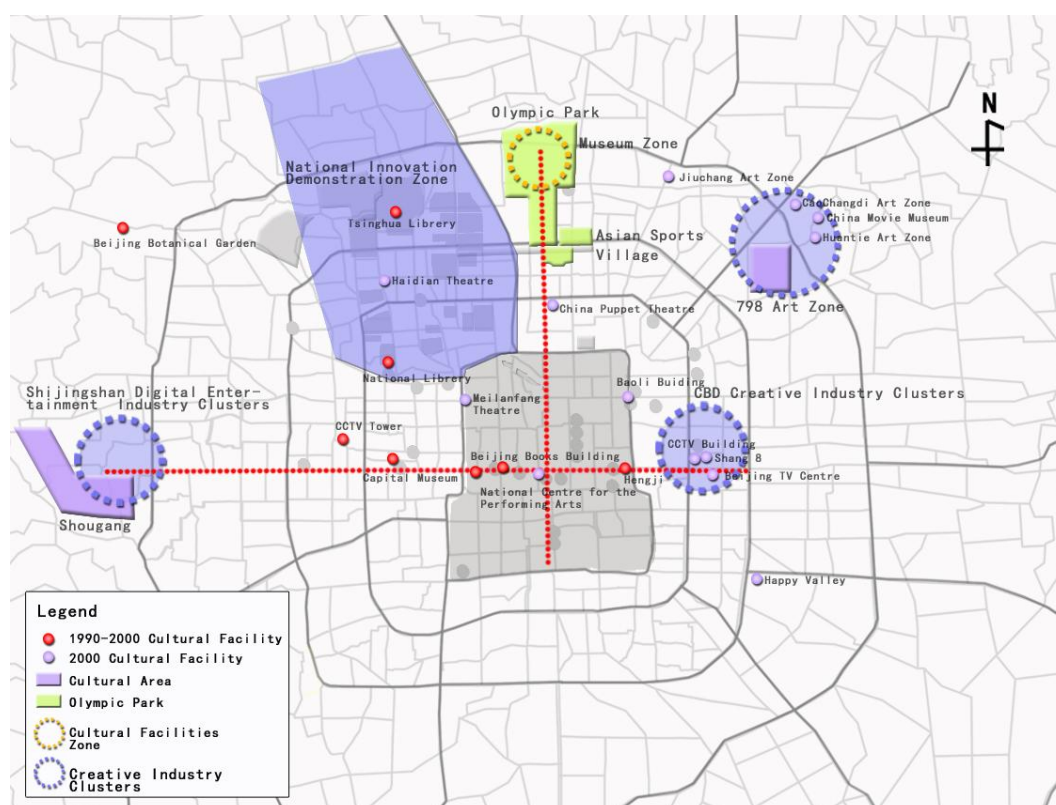 Olympic Park
N
Museum Zone
National Innovation
Demonstration Zone
Jiuchang Art Zone
CaoChangdi Art Zone
Tsinghua Librery
China Movie Museum
Beijing Botanical Garden
Asian Sports
Village
Huantie Art Zone
Haidian Theatre
China Puppet Theatre
798 Art Zone
National Library
Shijingshan Digital Enter-
tainment Industry Clusters
Meilanfang
Theatre
Baoli Buiding
CBD Creative Industry Clusters
CCTV Tower
CCTV Building
Beijing Books Building
Shang 8
Capital Museum
Hengji
Beijing TV Centre
National Centre for the
Performing Arts
Shougang
Happy Valley
Legend
1990-2000 Cultural Facility
2000 Cultural Facility
Cultural Area
Olympic Park
Cultural Facilities
Zone
Creative Industry
Clusters